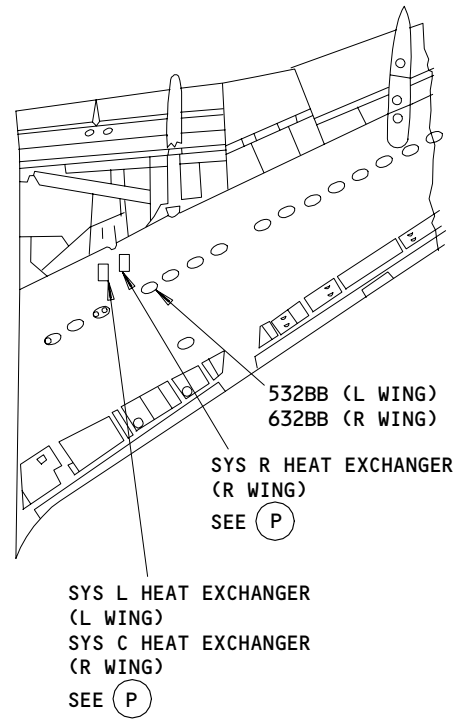 532BB (L WING)
632BB (R WING)
SYS R HEAT EXCHANGER
(R WING)
SEE P
SYS L HEAT EXCHANGER
(L WING)
SYS C HEAT EXCHANGER
(R WING)
SEE P